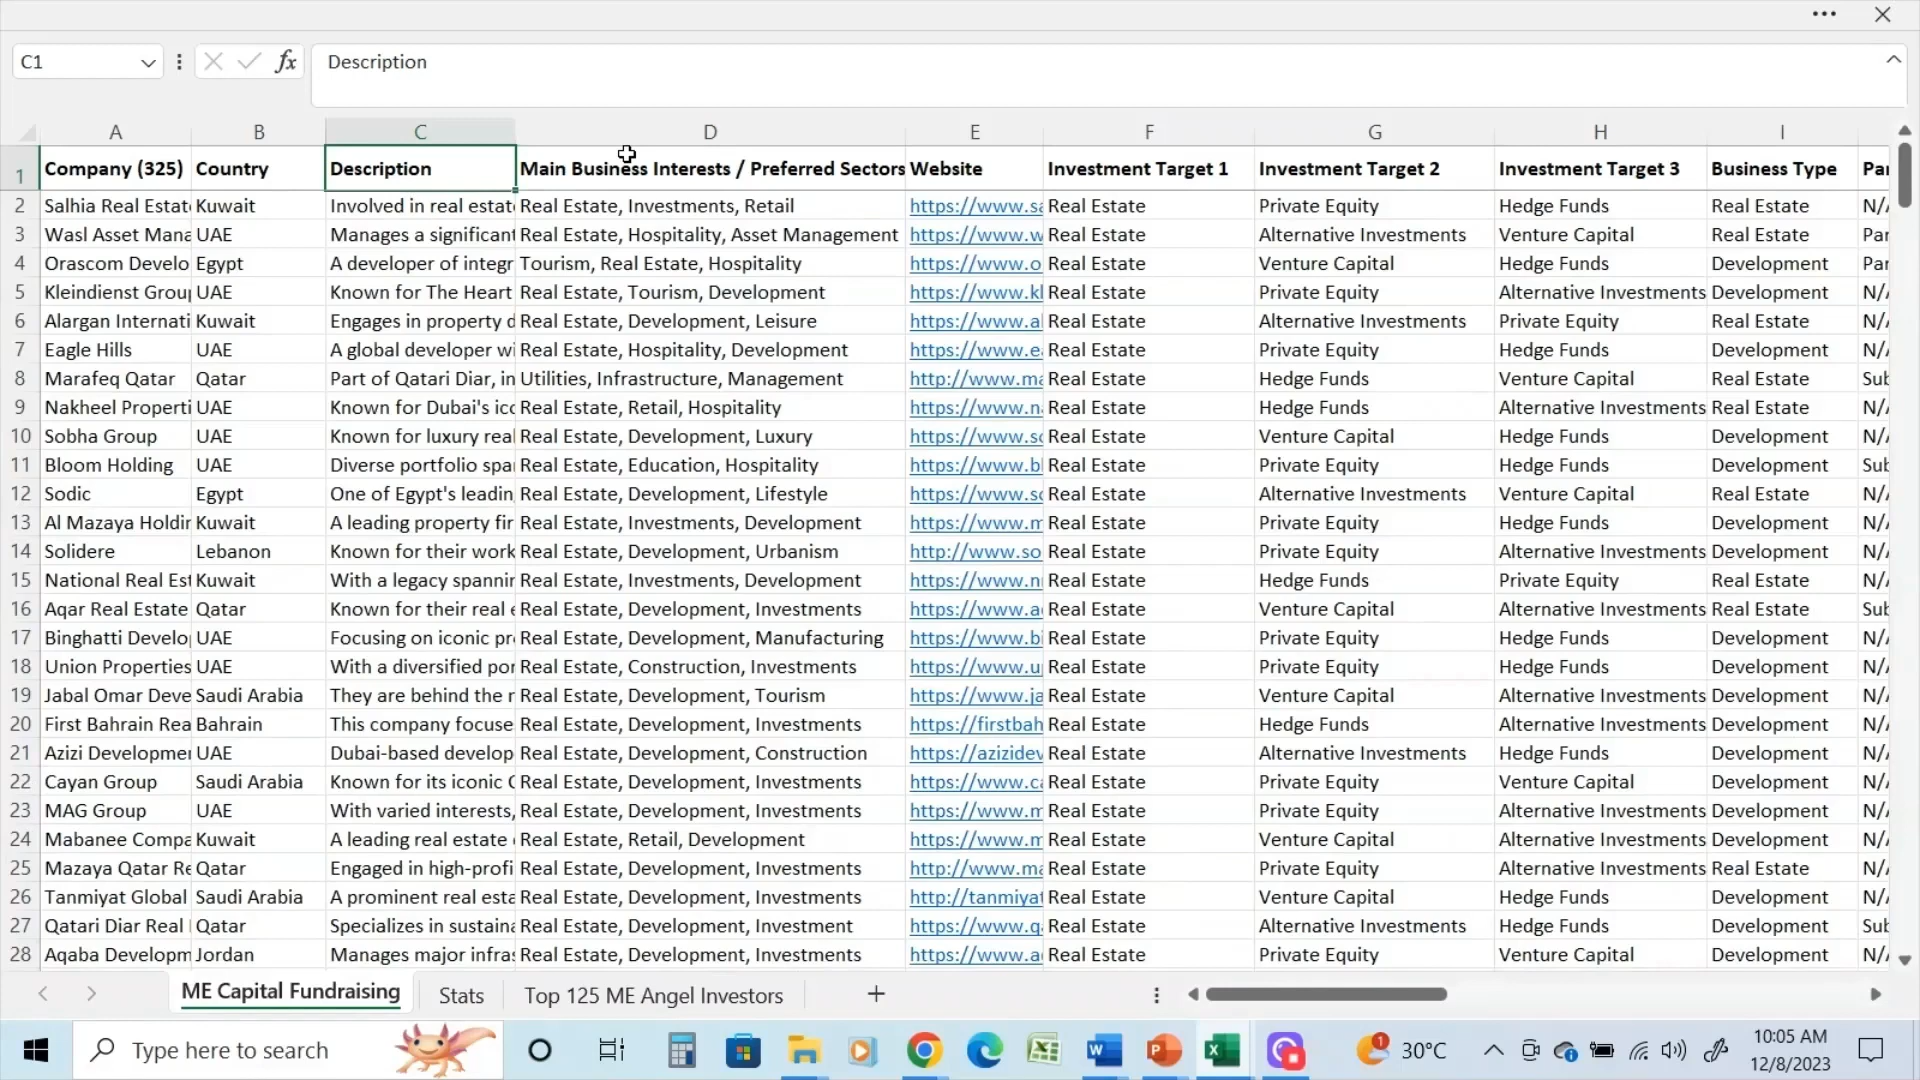 C1
fx
Description
A B C D E F G H I
1 Company (325) Country Description Main Business Interests / Preferred Sectors Website Investment Target 1 Investment Target 2 Investment Target 3 Business Type Par
2 Salhia Real Estat Kuwait Involved in real estat Real Estate, Investments, Retail https://www.sa Real Estate Private Equity Hedge Funds Real Estate N/
3 Wasl Asset Mana UAE Manages a significant Real Estate, Hospitality, Asset Management https://www.w Real Estate Alternative Investments Venture Capital Real Estate Par
4 Orascom Develo Egypt A developer of integr Tourism, Real Estate, Hospitality https://www.o Real Estate Venture Capital Hedge Funds Development Par
5 Kleindienst Group UAE Known for The Heart Real Estate, Tourism, Development https://www.kl Real Estate Private Equity Alternative Investments Development N/
6 Alargan Internati Kuwait Engages in property d Real Estate, Development, Leisure https://www.a Real Estate Alternative Investments Private Equity Real Estate N/
7 Eagle Hills UAE A global developer wi Real Estate, Hospitality, Development https://www.e Real Estate Private Equity Hedge Funds Development N/
8 Marafeq Qatar Qatar Part of Qatari Diar, in Utilities, Infrastructure, Management http://www.ma Real Estate Hedge Funds Venture Capital Real Estate Sub
9 Nakheel Properti UAE Known for Dubai's ico Real Estate, Retail, Hospitality https://www.n Real Estate Hedge Funds Alternative Investments Real Estate N/
10 Sobha Group UAE Known for luxury real Real Estate, Development, Luxury https://www.so Real Estate Venture Capital Hedge Funds Development N/
11 Bloom Holding UAE Diverse portfolio spa Real Estate, Education, Hospitality https://www.bl Real Estate Private Equity Hedge Funds Development Sub
12 Sodic Egypt One of Egypt's leadin Real Estate, Development, Lifestyle https://www.so Real Estate Alternative Investments Venture Capital Real Estate N/
13 Al Mazaya Holdin Kuwait A leading property fir Real Estate, Investments, Development https://www.m Real Estate Private Equity Hedge Funds Development N/
14 Solidere Lebanon Known for their work Real Estate, Development, Urbanism http://www.so Real Estate Private Equity Alternative Investments Development N/
15 National Real Est Kuwait With a legacy spannin Real Estate, Investments, Development https://www.n Real Estate Hedge Funds Private Equity Real Estate N/
16 Aqar Real Estate Qatar Known for their real e Real Estate, Development, Investments https://www.a Real Estate Venture Capital Alternative Investments Real Estate Sub
17 Binghatti Develop UAE Focusing on iconic pr Real Estate, Development, Manufacturing https://www.bi Real Estate Private Equity Hedge Funds Development N/
18 Union Properties UAE With a diversified por Real Estate, Construction, Investments https://www.u Real Estate Private Equity Hedge Funds Development N/
19 Jabal Omar Deve Saudi Arabia They are behind the Real Estate, Development, Tourism https://www.ja Real Estate Venture Capital Alternative Investments Development N/
20 First Bahrain Rea Bahrain This company focuse Real Estate, Development, Investments https://firstbah Real Estate Hedge Funds Alternative Investments Development N/
21 Azizi Developmen UAE Dubai-based develop Real Estate, Development, Construction https://azizidev Real Estate Alternative Investments Hedge Funds Development N/
22 Cayan Group Saudi Arabia Known for its iconic C Real Estate, Development, Investments https://www.ca Real Estate Private Equity Venture Capital Development N/
23 MAG Group UAE With varied interests, Real Estate, Development, Investments https://www.m Real Estate Private Equity Alternative Investments Development N/
24 Mabanee Compa Kuwait A leading real estate Real Estate, Retail, Development https://www.m Real Estate Venture Capital Alternative Investments Development N/
25 Mazaya Qatar Re Qatar Engaged in high-profi Real Estate, Development, Investments http://www.ma Real Estate Private Equity Alternative Investments Real Estate N/
26 Tanmiyat Global Saudi Arabia A prominent real esta Real Estate, Development, Investments http://tanmiyat Real Estate Venture Capital Hedge Funds Development N/
27 Qatari Diar Real Qatar Specializes in sustaina Real Estate, Development, Investment https://www.q Real Estate Alternative Investments Hedge Funds Development Sub
28 Aqaba Developm Jordan Manages major infras Real Estate, Development, Investments https://www.a Real Estate Private Equity Venture Capital Development N/
ME Capital Fundraising Stats Top 125 ME Angel Investors
Type here to search
1 30°C
10:05 AM
12/8/2023